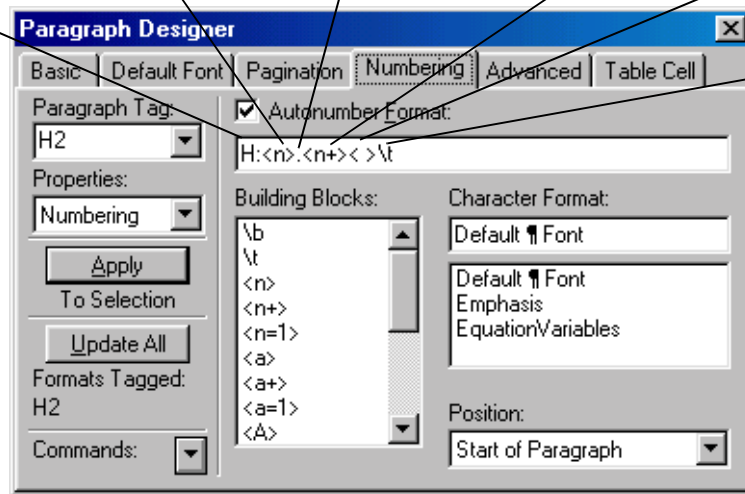 Paragraph Designer
Basic Default Font Pagination Numbering Advanced Table Cell
Paragraph Tag:
H2
Properties:
Numbering
Apply
To Selection
Update All
Formats Tagged:
H2
Commands:
Autonumber Format:
H:<n>.<n+>< >\t
Building Blocks:
\b
\t
<n>
<n+>
<n=1>
<a>
<a+>
<a=1>
<A>
Character Format:
Default ¶ Font
Default ¶ Font
Emphasis
EquationVariables
Position:
Start of Paragraph